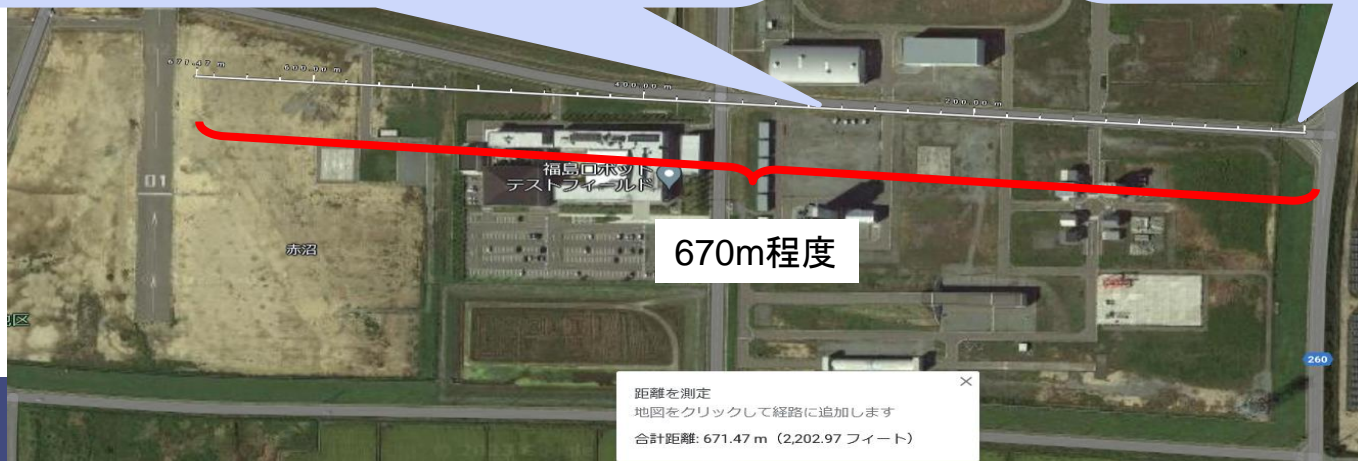 671.47 m
600.00 m
400.00 m
200.00 m
01
福島ロボット
テストフィールド
赤沼
670m程度
区
260
距離を測定
地図をクリックして経路に追加します
合計距離: 671.47 m（2,202.97 フィート）